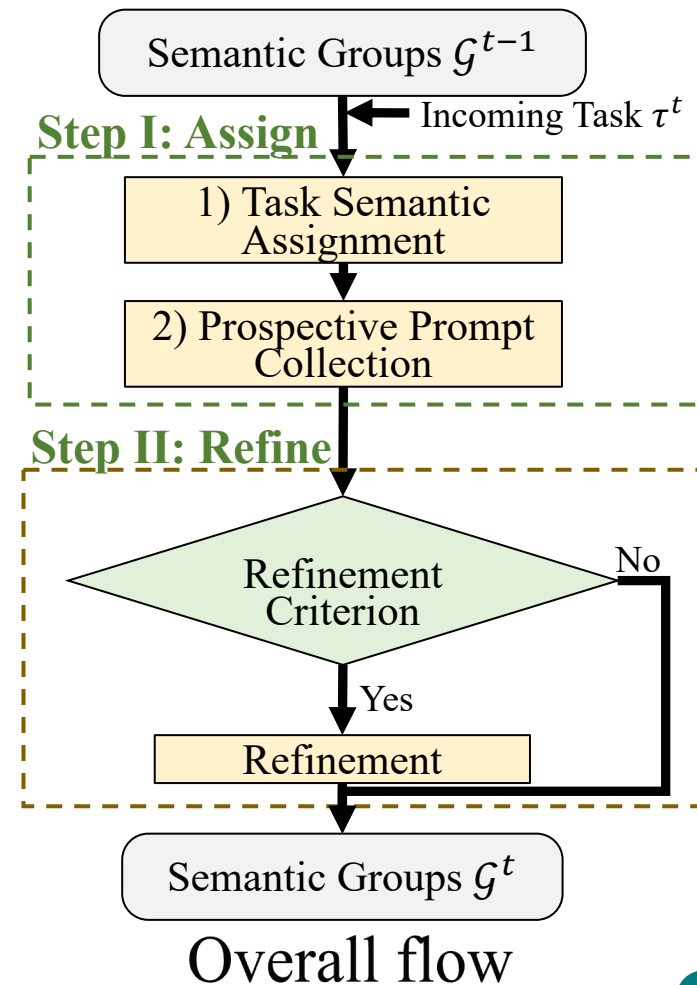 Semantic Groups 𝒢^{t−1}
Incoming Task τ^t
Step I: Assign
1) Task Semantic
Assignment
2) Prospective Prompt
Collection
Step II: Refine
Refinement
Criterion
No
Yes
Refinement
Semantic Groups 𝒢^t
Overall flow